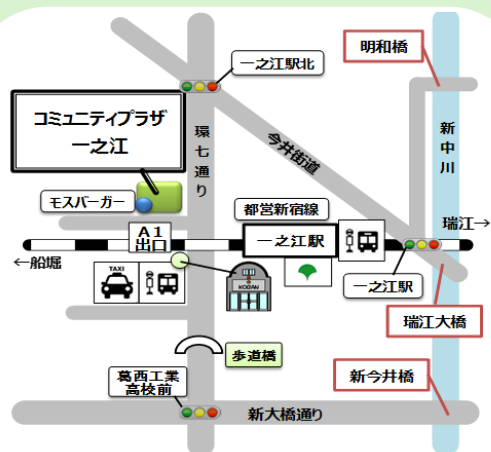 一之江駅北
明和橋
コミュニティプラザ
一之江
環七通り
今井街道
新中川
モスバーガー
都営新宿線
瑞江→
A1
出口
一之江駅
←船堀
TAXI
一之江駅
KOBAN
瑞江大橋
歩道橋
新今井橋
葛西工業
高校前
新大橋通り